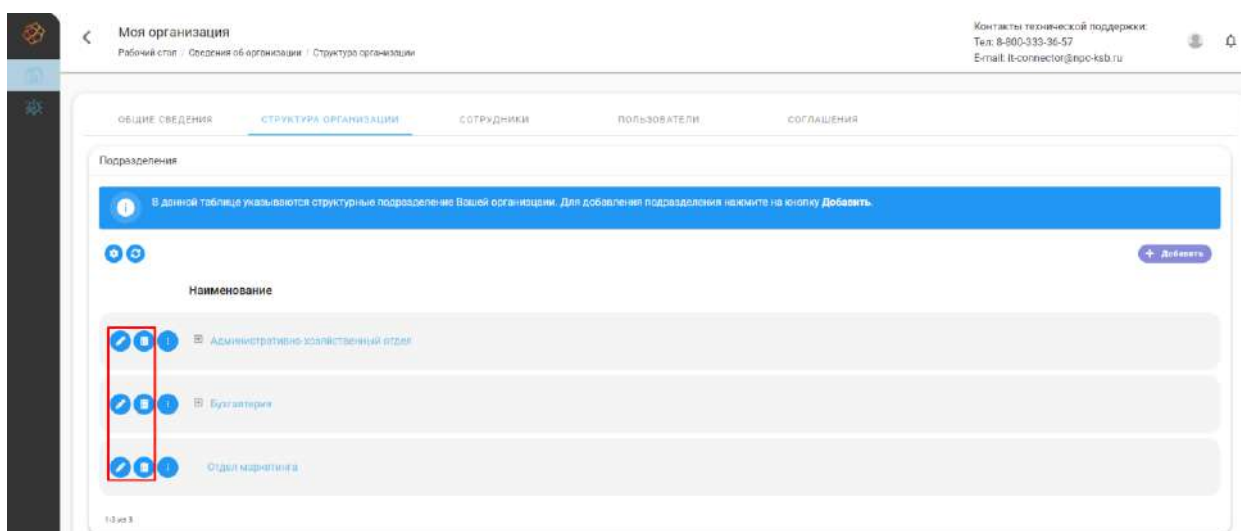 Моя организация
Рабочий стол / Сведения об организации / Структура организации
Контакты технической поддержки:
Тел: 8-800-333-36-57
E-mail: it-connector@npc-ksb.ru
ОБЩИЕ СВЕДЕНИЯ СТРУКТУРА ОРГАНИЗАЦИИ СОТРУДНИКИ ПОЛЬЗОВАТЕЛИ СОГЛАШЕНИЯ
Подразделения
В данной таблице указываются структурные подразделение Вашей организации. Для добавления подразделения нажмите на кнопку Добавить.
+ Добавить
Наименование
Административно-хозяйственный отдел
Бухгалтерия
Отдел маркетинга
1-3 из 3